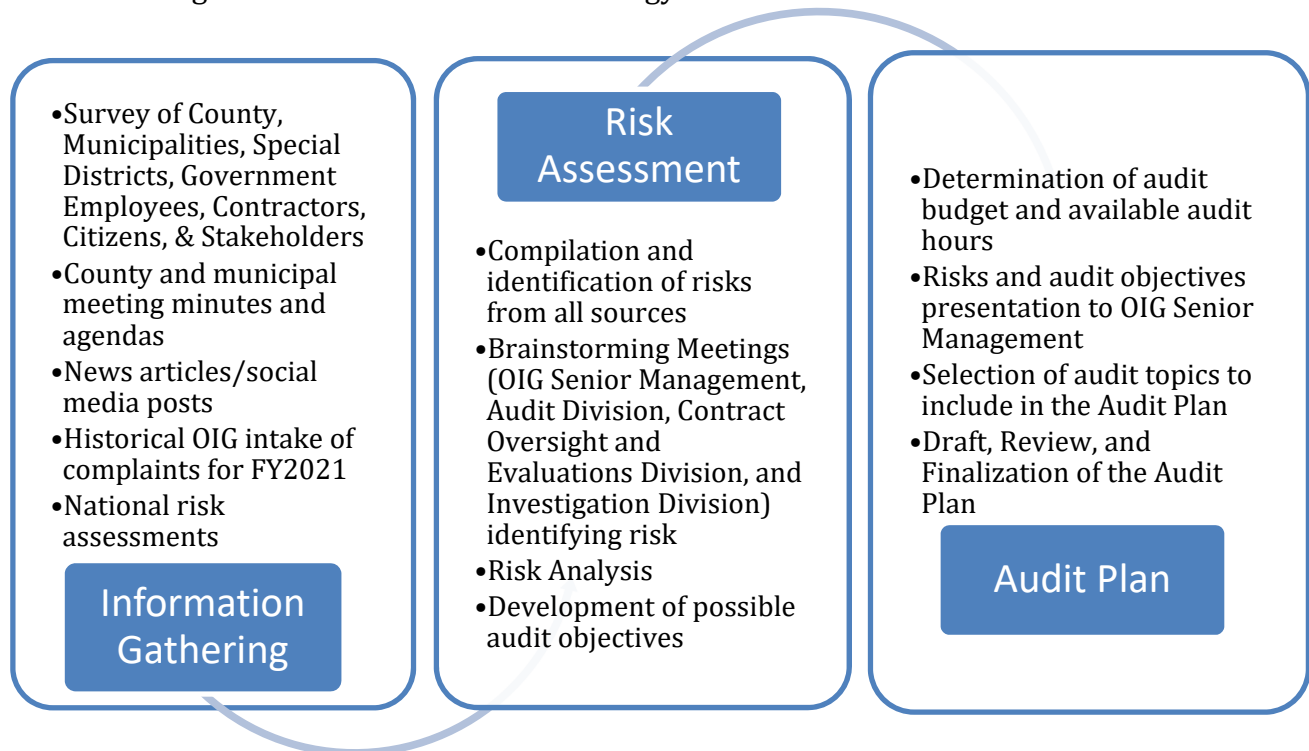 •Survey of County,
Municipalities, Special
Districts, Government
Employees, Contractors,
Citizens, & Stakeholders
•County and municipal
meeting minutes and
agendas
•News articles/social
media posts
•Historical OIG intake of
complaints for FY2021
•National risk
assessments
Information
Gathering
Risk
Assessment
•Compilation and
identification of risks
from all sources
•Brainstorming Meetings
(OIG Senior Management,
Audit Division, Contract
Oversight and
Evaluations Division, and
Investigation Division)
identifying risk
•Risk Analysis
•Development of possible
audit objectives
•Determination of audit
budget and available audit
hours
•Risks and audit objectives
presentation to OIG Senior
Management
•Selection of audit topics to
include in the Audit Plan
•Draft, Review, and
Finalization of the Audit
Plan
Audit Plan